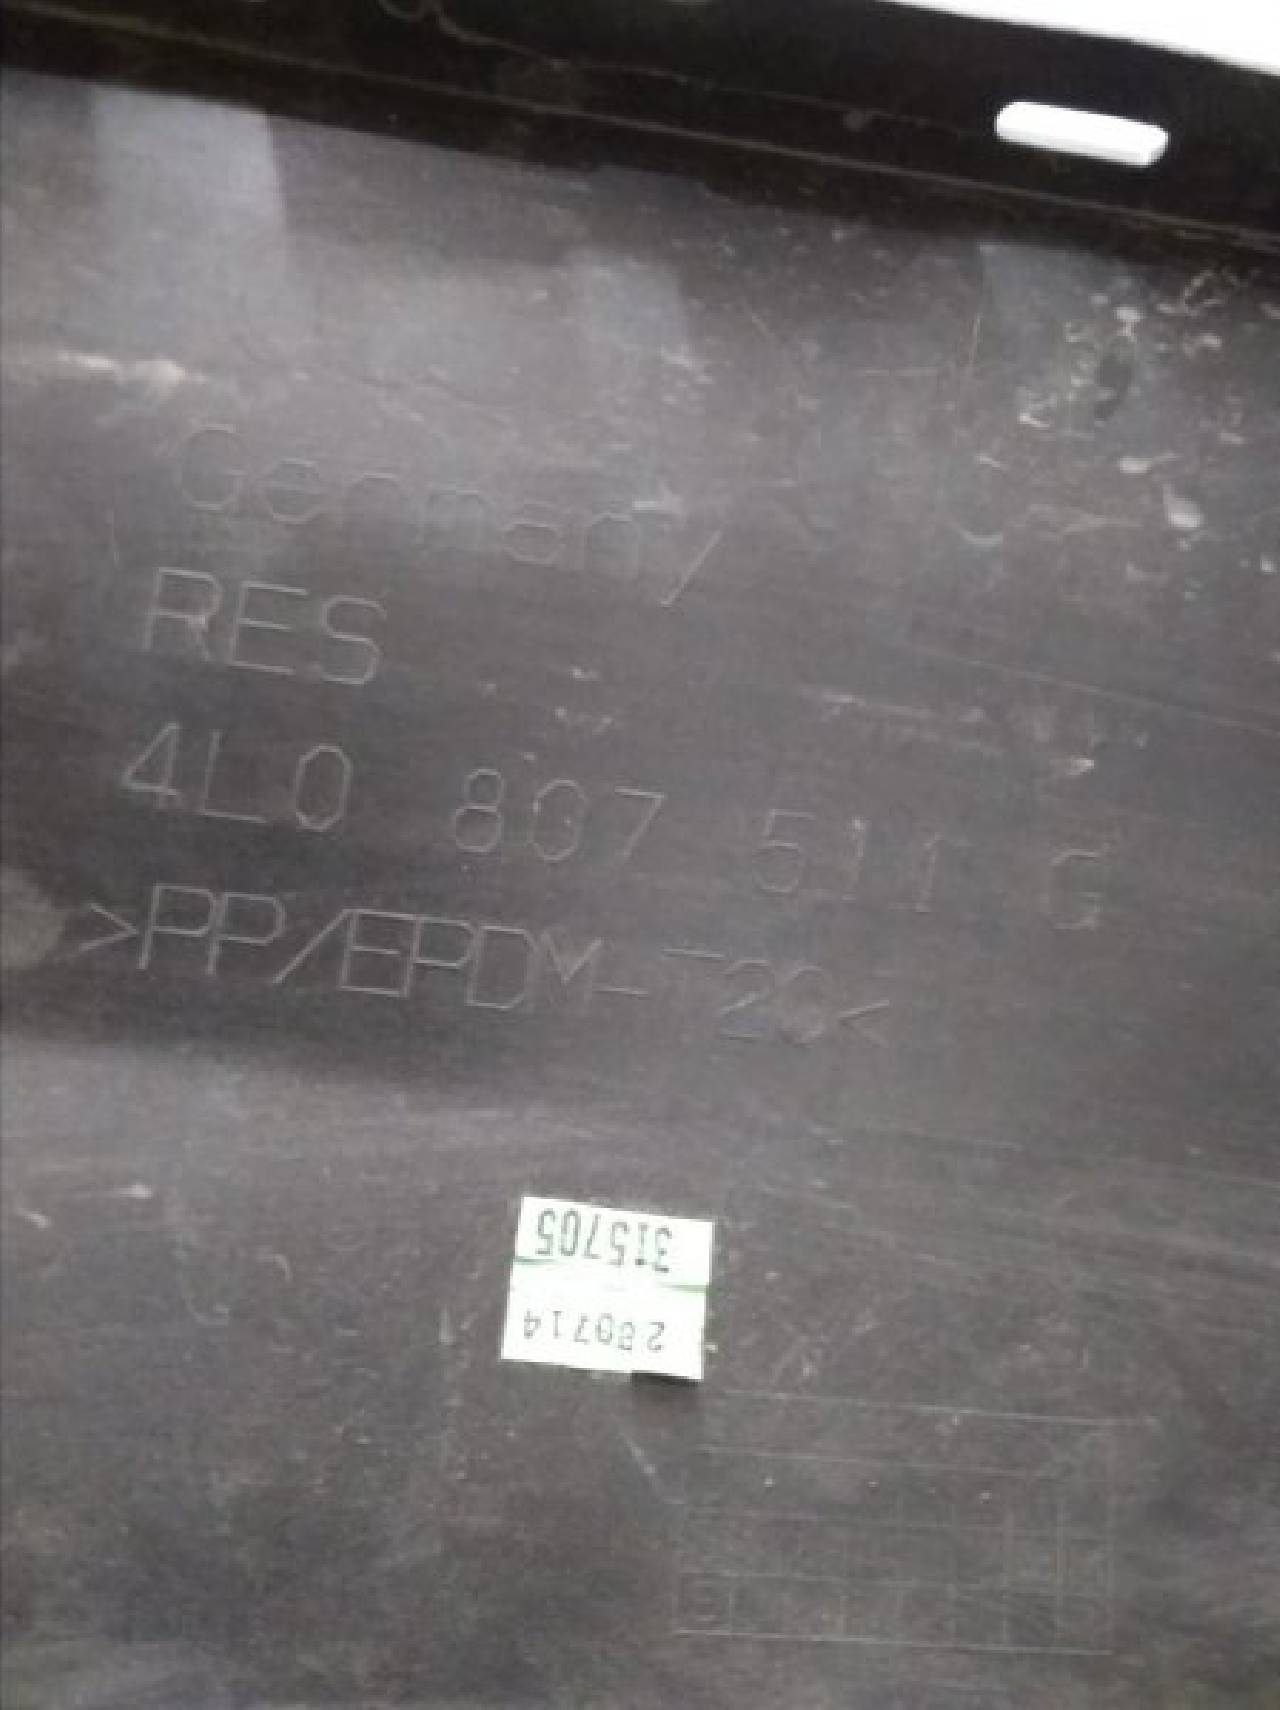 Germany
RES
4L0 807 511 G
>PP/EPDM-T20<
315705
280714